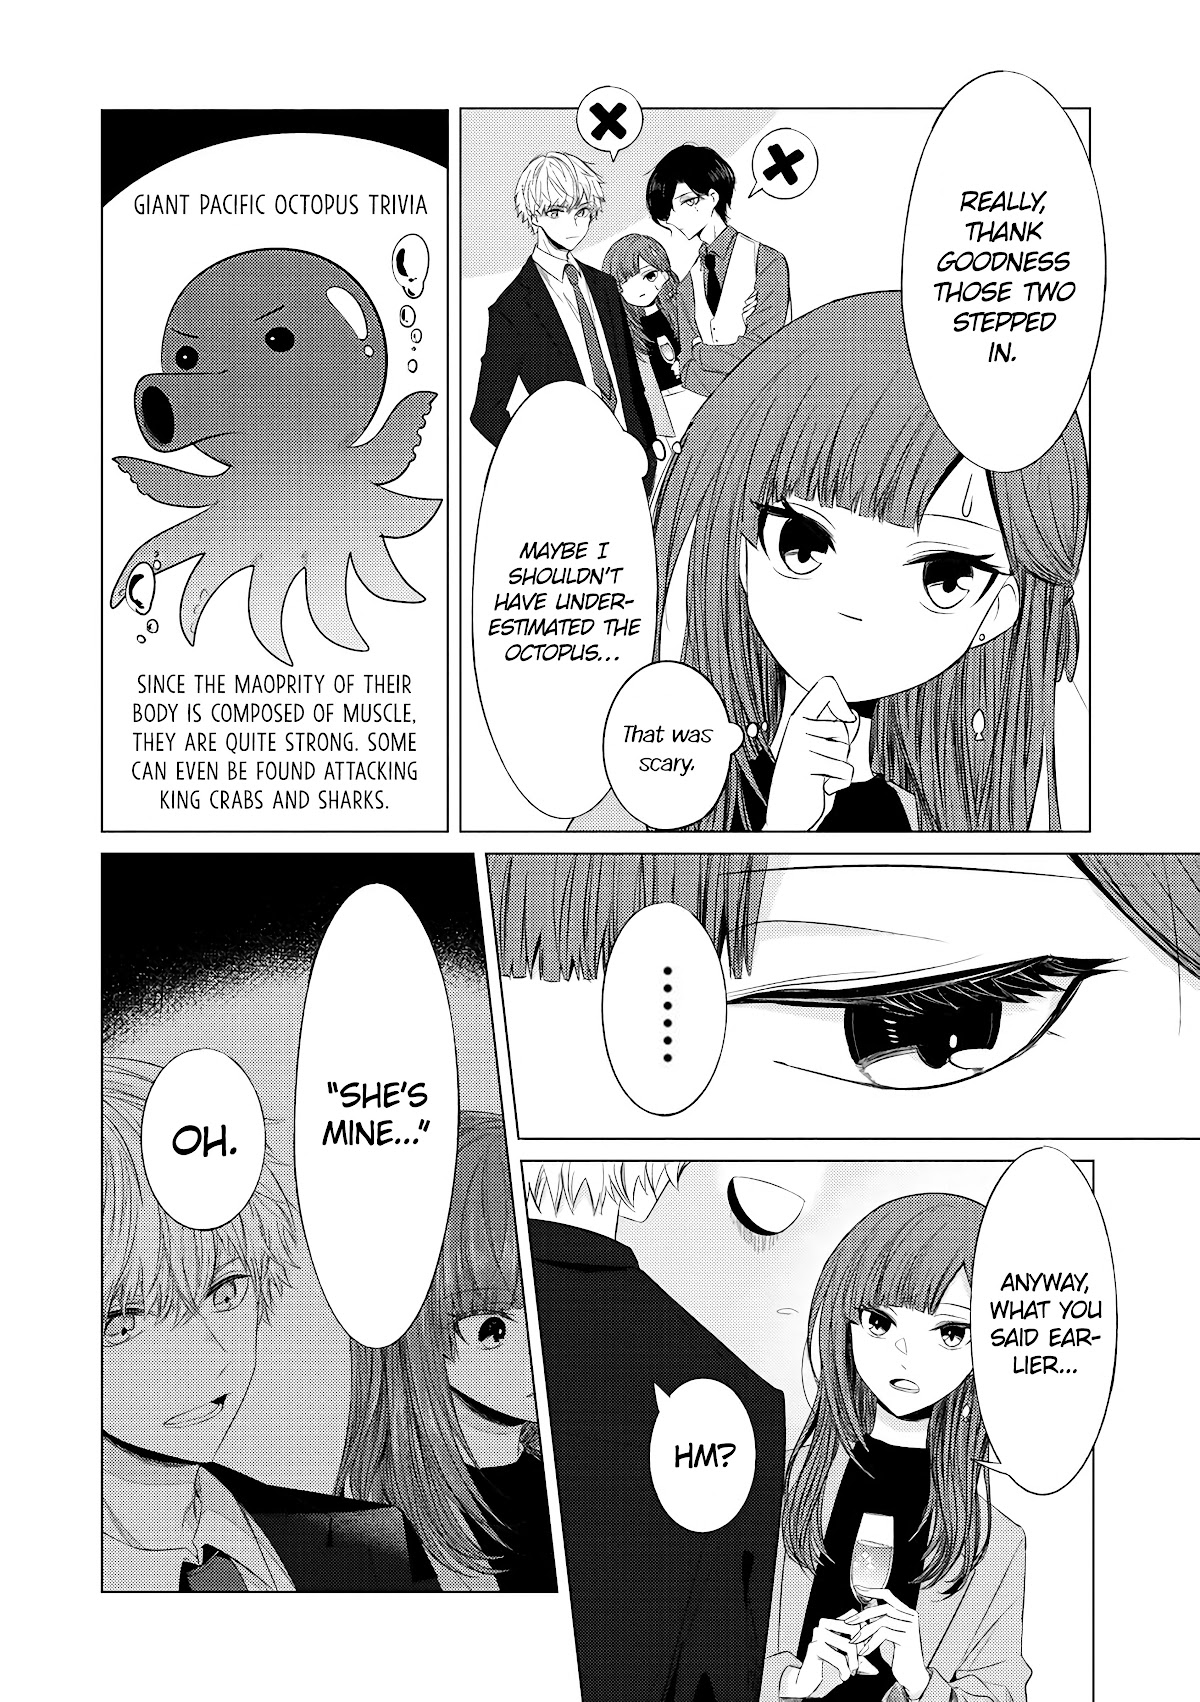 REALLY,
THANK
GOODNESS
THOSE TWO
STEPPED
IN.
MAYBE I
SHOULDN'T
HAVE UNDER-
ESTIMATED THE
OCTOPUS...
That was
scary.
GIANT PACIFIC OCTOPUS TRIVIA
SINCE THE MAOPRITY OF THEIR
BODY IS COMPOSED OF MUSCLE,
THEY ARE QUITE STRONG. SOME
CAN EVEN BE FOUND ATTACKING
KING CRABS AND SHARKS.
......
ANYWAY,
WHAT YOU
SAID EAR-
LIER...
HM?
"SHE'S
MINE..."
OH.